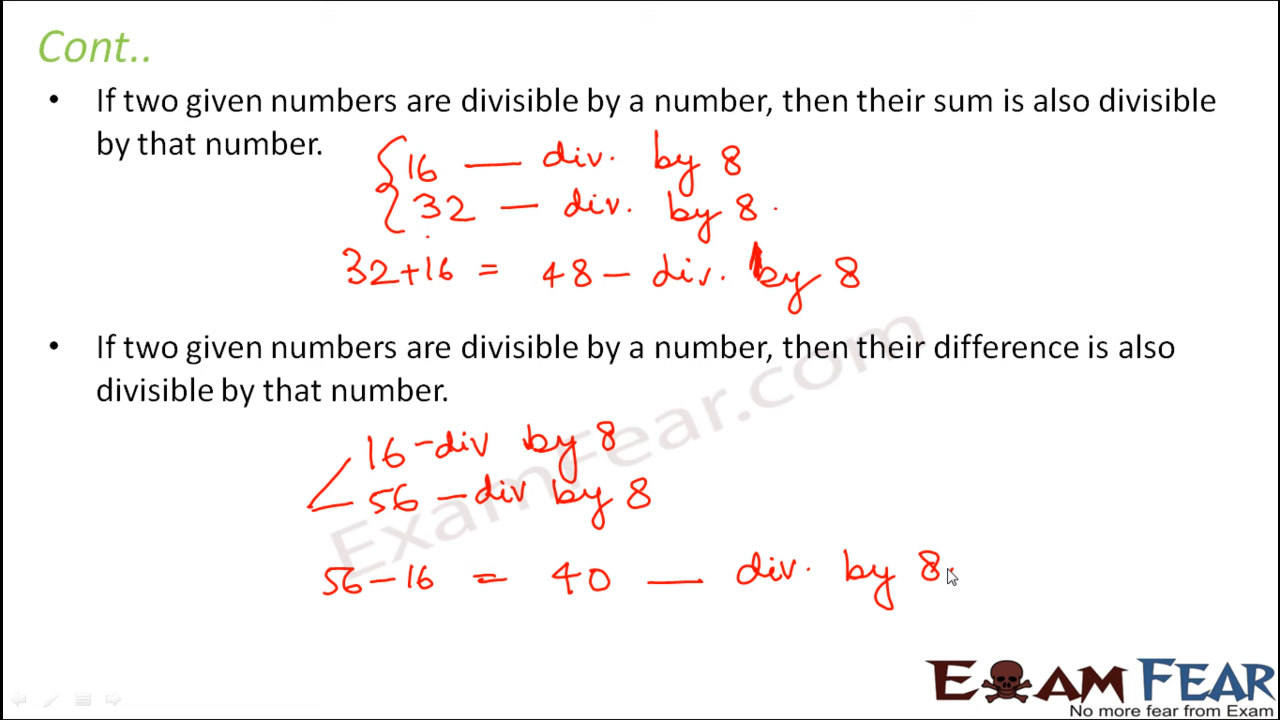 Cont..
• If two given numbers are divisible by a number, then their sum is also divisible
by that number.
16 — div. by 8
32 — div. by 8.
32+16 = 48 – div. by 8
• If two given numbers are divisible by a number, then their difference is also
divisible by that number.
16 – div by 8
56 – div by 8
56 – 16 = 40 — div. by 8.
ExamFear.com
EXAM FEAR
No more fear from Exam